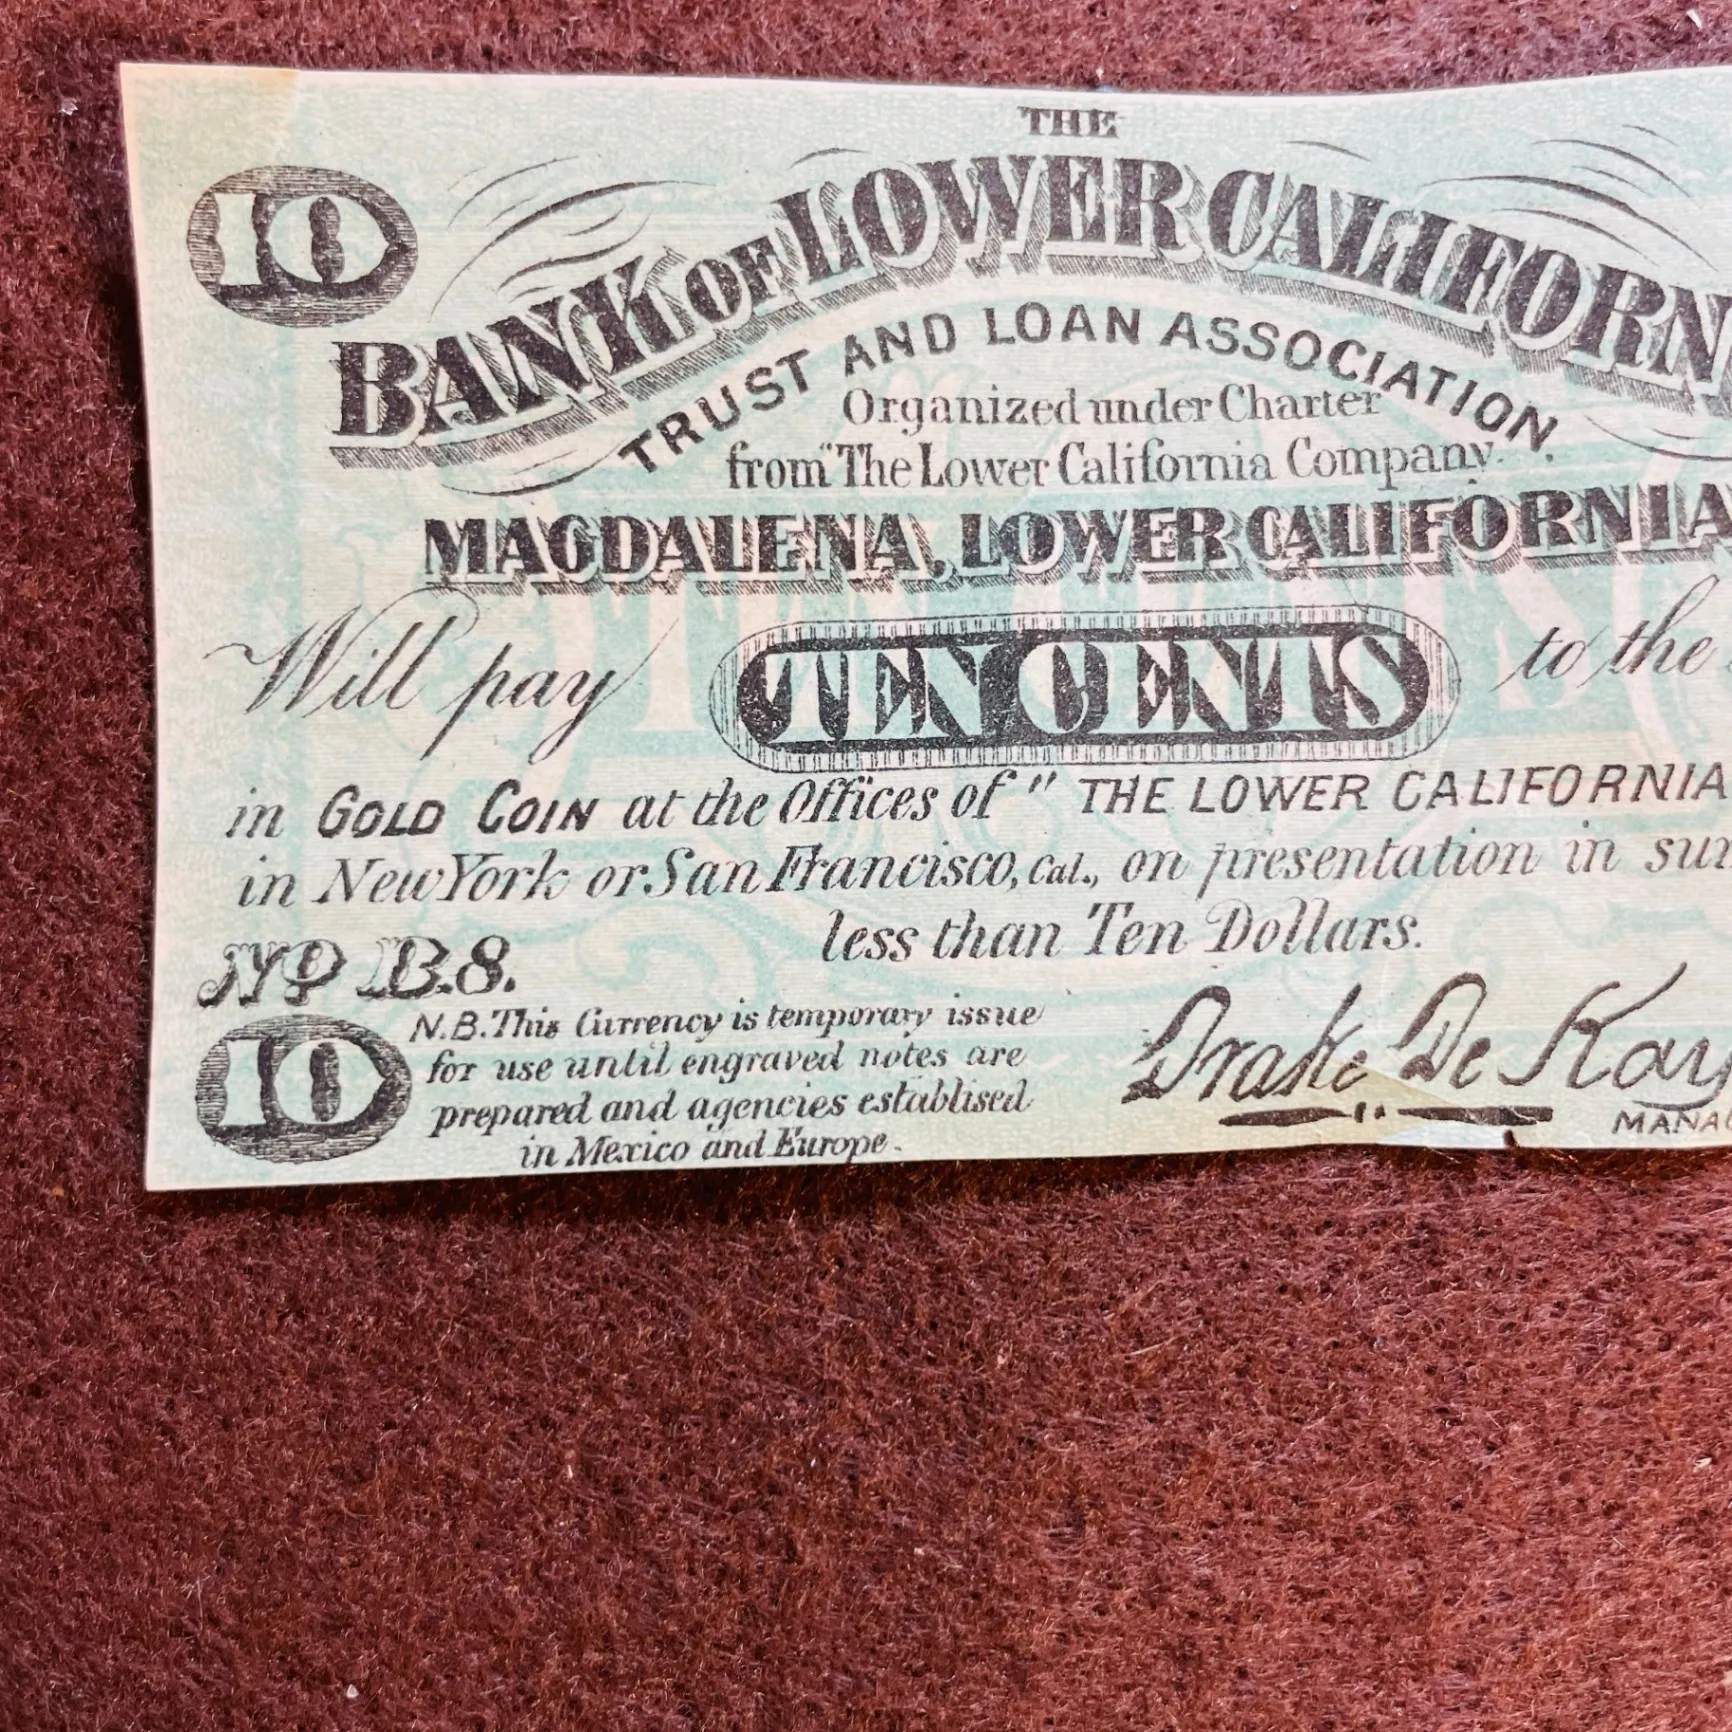 THE
10
BANK OF LOWER CALIFORN
TRUST AND LOAN ASSOCIATION.
Organized under Charter
from "The Lower California Company.
MAGDALENA, LOWER CALIFORNIA
Will pay TEN CENTS to the
in GOLD COIN at the Offices of " THE LOWER CALIFORNIA
in New York or San Francisco, Cal., on presentation in su
less than Ten Dollars.
No B.8.
10
N.B. This Currency is temporary issue
for use until engraved notes are
prepared and agencies establised
in Mexico and Europe.
Drake De Kay
MANAG
TEN CENTS